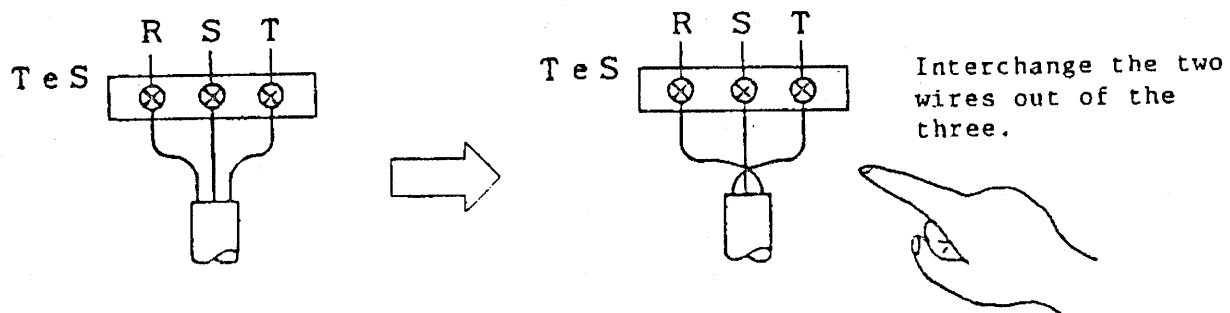 R S T
TeS
R S T
TeS
Interchange the two
wires out of the
three.